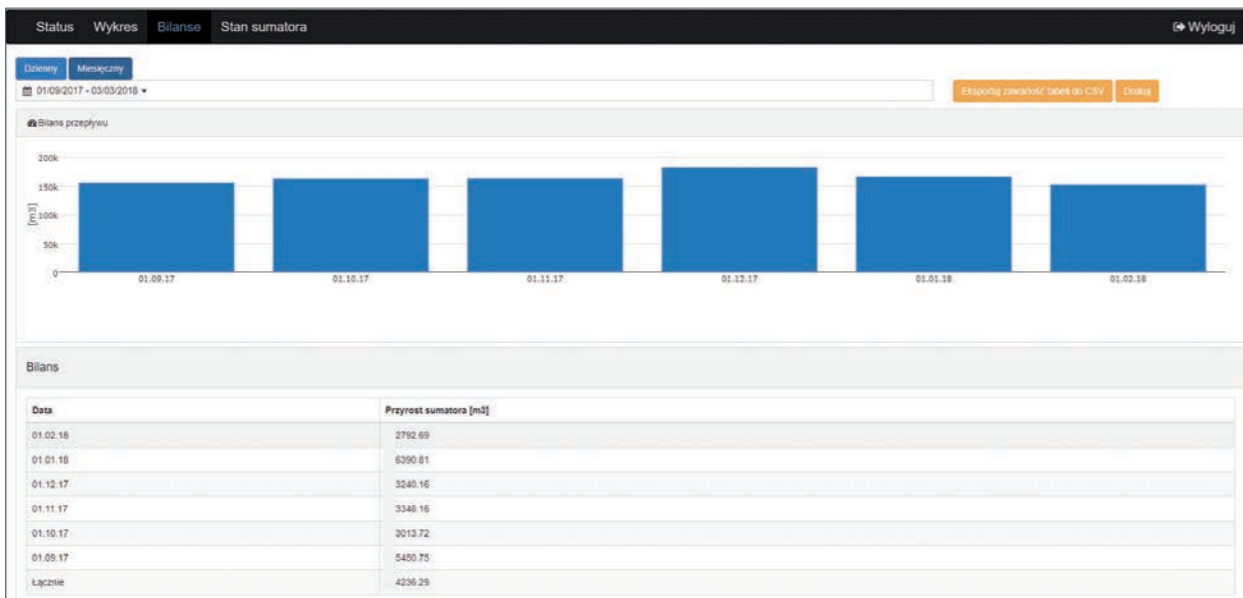 Status Wykres Bilanse Stan sumatora Wyloguj
Dzienny Miesięczny
01/09/2017 - 03/03/2018
Eksportuj zawartość tabeli do CSV Drukuj
Bilans przepływu
200k
150k
100k
50k
0
[m3]
01.09.17 01.10.17 01.11.17 01.12.17 01.01.18 01.02.18
Bilans
Data Przyrost sumatora [m3]
01.02.18 2792.69
01.01.18 6390.81
01.12.17 3240.16
01.11.17 3348.16
01.10.17 3013.72
01.09.17 5450.75
Łącznie 4236.29